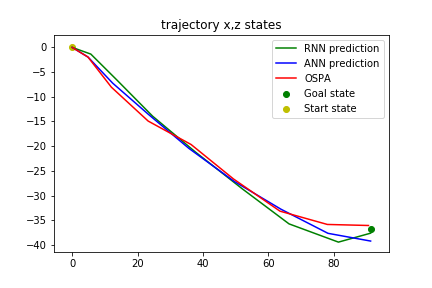 trajectory x,z states
RNN prediction
ANN prediction
OSPA
Goal state
Start state
0
−5
−10
−15
−20
−25
−30
−35
−40
0 20 40 60 80